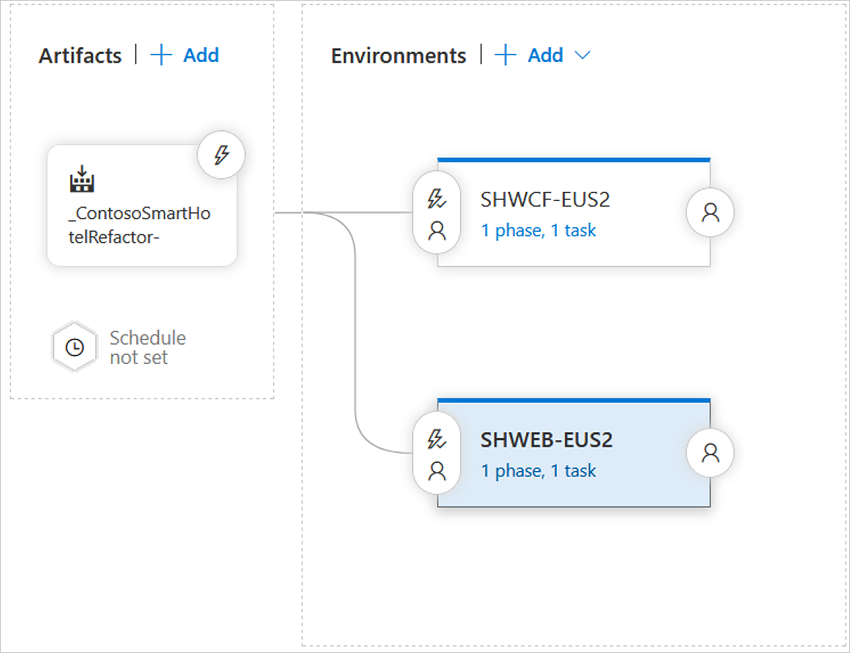 Artifacts | + Add
Environments | + Add
_ContosoSmartHo
telRefactor-
Schedule
not set
SHWCF-EUS2
1 phase, 1 task
SHWEB-EUS2
1 phase, 1 task